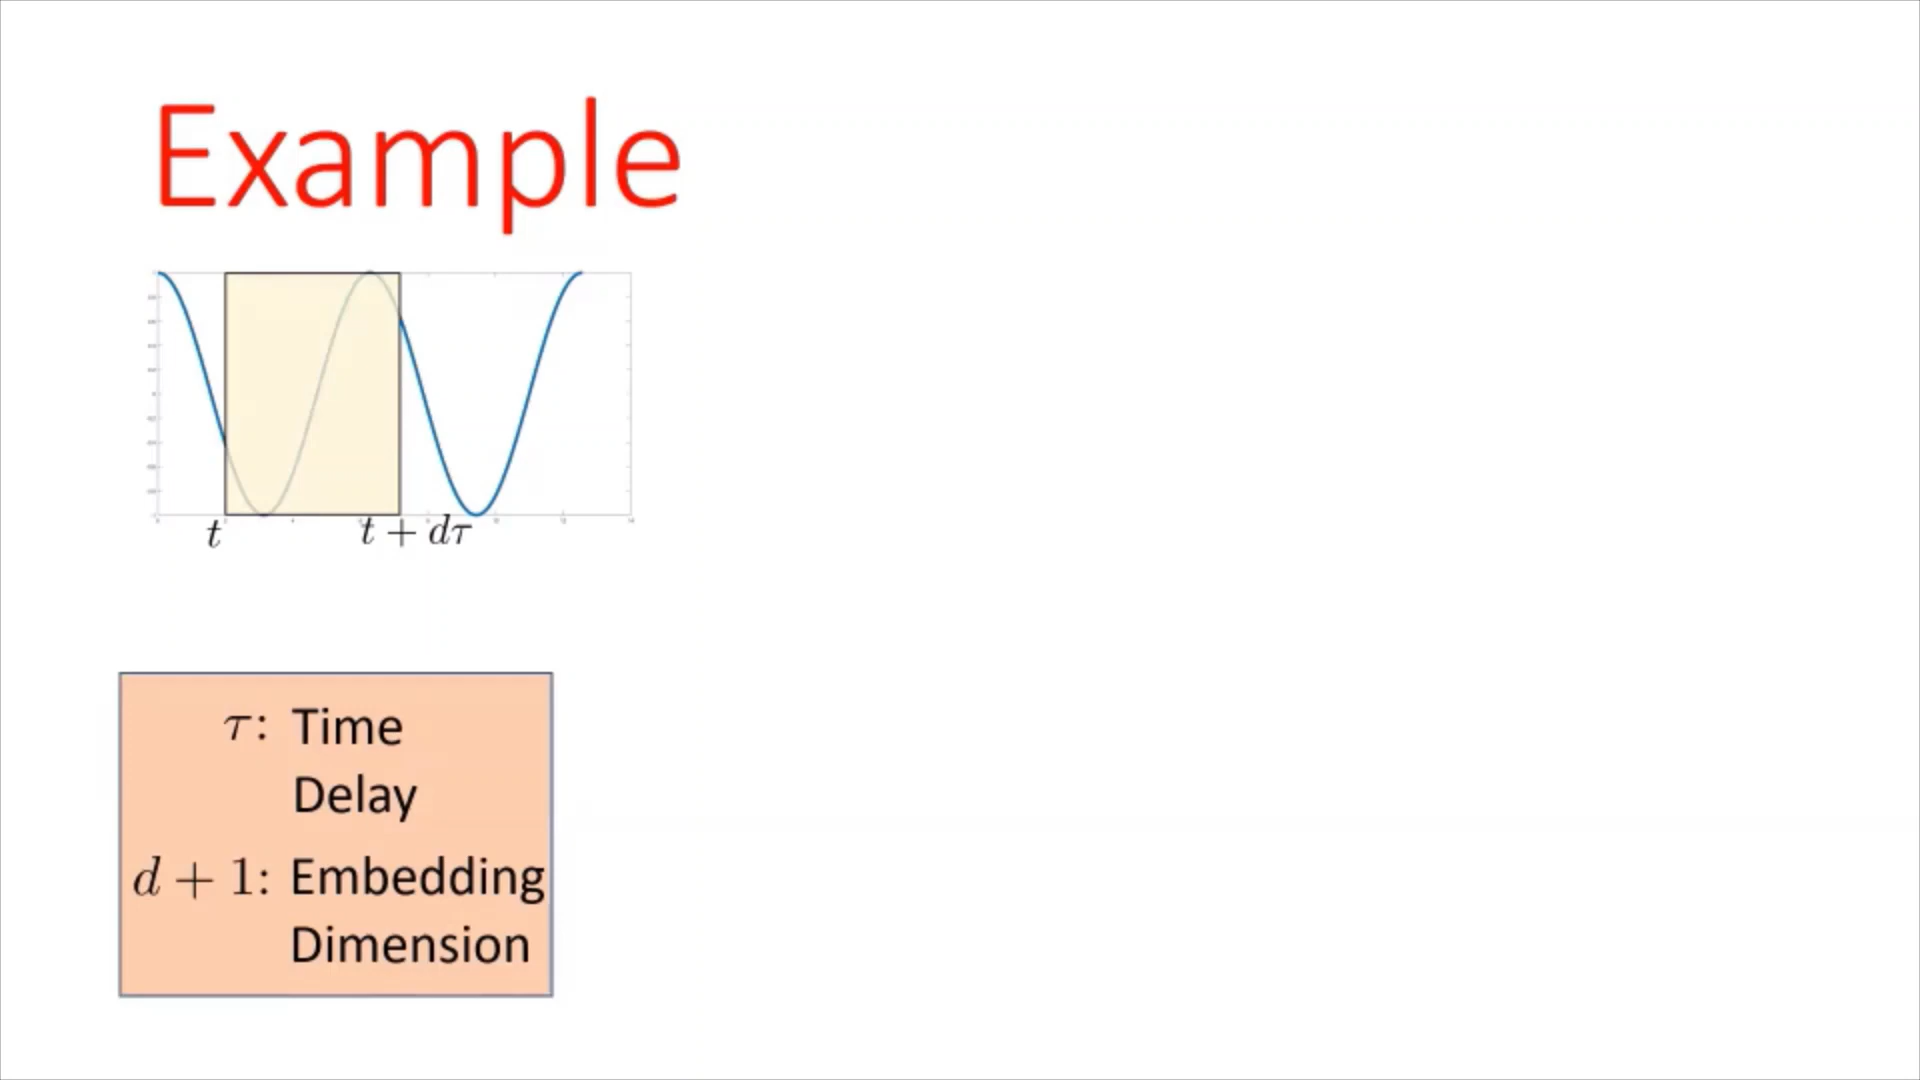 Example
t
t + dτ
τ: Time
Delay
d + 1: Embedding
Dimension